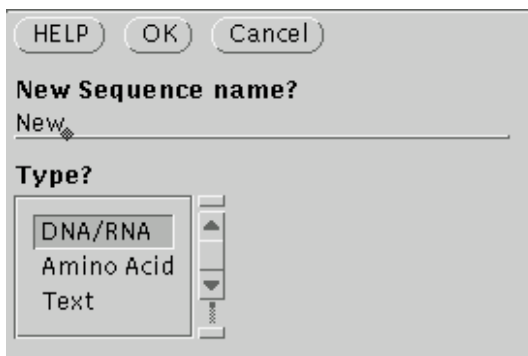 HELP OK Cancel
New Sequence name?
New
Type?
DNA/RNA
Amino Acid
Text